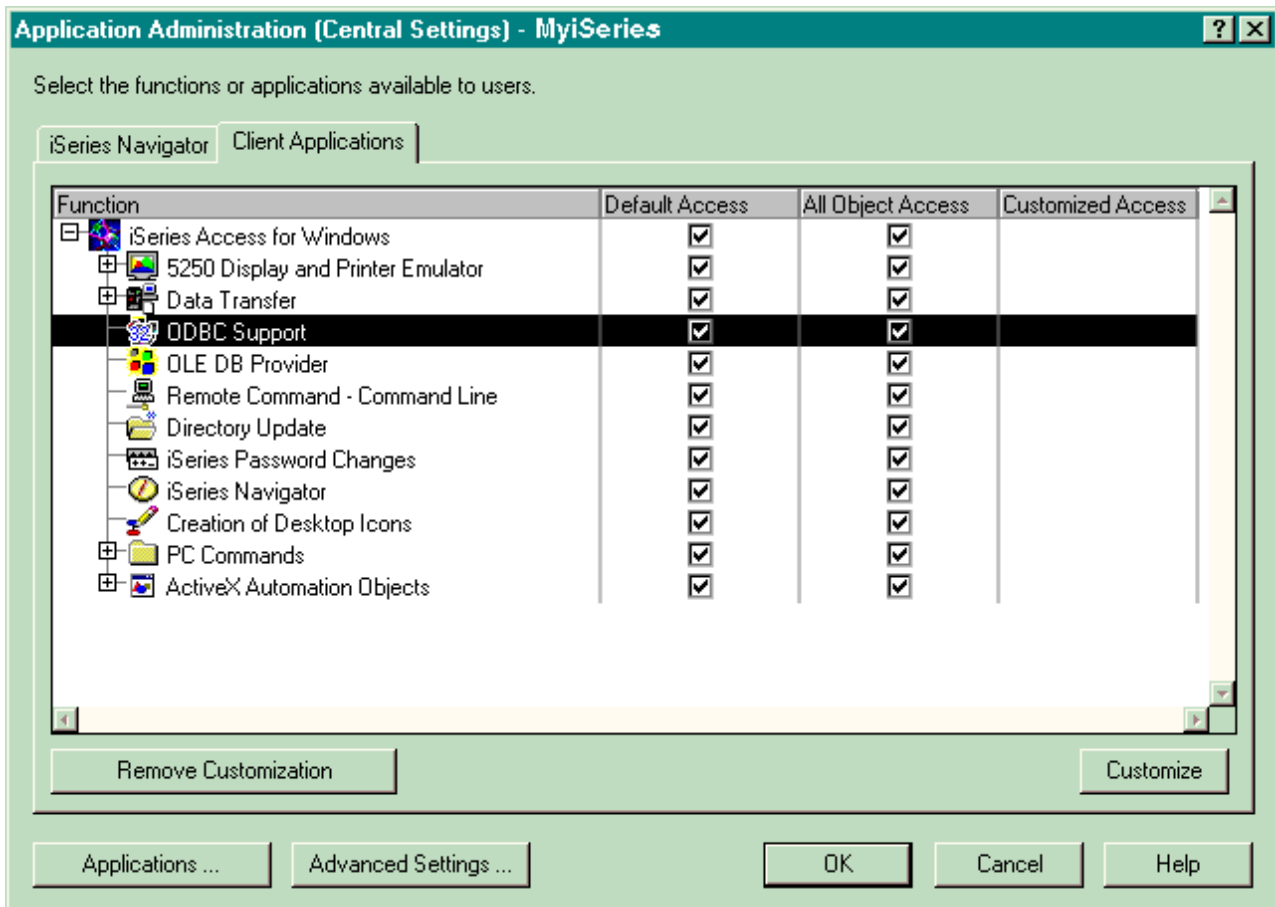 Application Administration (Central Settings) - MyiSeries
Select the functions or applications available to users.
iSeries Navigator Client Applications
Function Default Access All Object Access Customized Access
iSeries Access for Windows
5250 Display and Printer Emulator
Data Transfer
ODBC Support
OLE DB Provider
Remote Command - Command Line
Directory Update
iSeries Password Changes
iSeries Navigator
Creation of Desktop Icons
PC Commands
ActiveX Automation Objects
Remove Customization Customize
Applications ... Advanced Settings ... OK Cancel Help